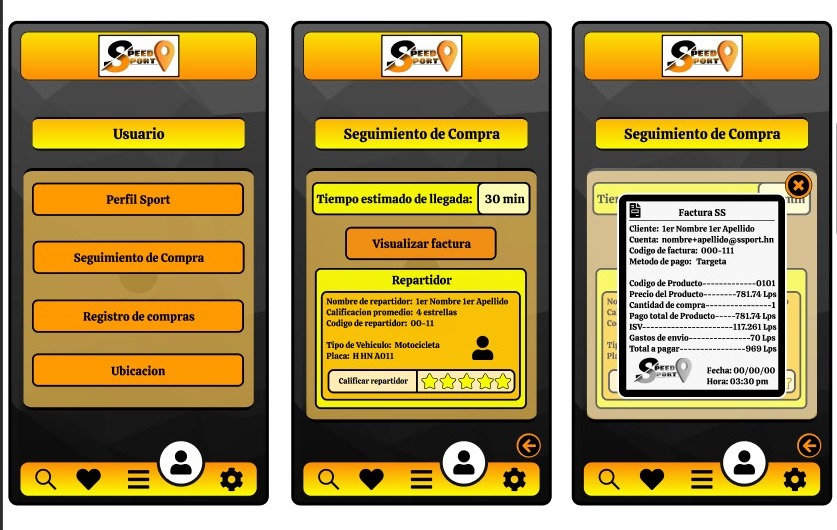 SPEED
SPORT
Usuario
Perfil Sport
Seguimiento de Compra
Registro de compras
Ubicacion
SPEED
SPORT
Seguimiento de Compra
Tiempo estimado de llegada: 30 min
Visualizar factura
Repartidor
Nombre de repartidor: 1er Nombre 1er Apellido
Calificacion promedio: 4 estrellas
Codigo de repartidor: 00-11
Tipo de Vehiculo: Motocicleta
Placa: H HN AO11
Calificar repartidor
SPEED
SPORT
Seguimiento de Compra
Factura SS
Cliente: 1er Nombre 1er Apellido
Cuenta: nombre+apellido@ssport.hn
Codigo de factura: 000-111
Metodo de pago: Targeta
Codigo de Producto-------------0101
Precio del Producto--------781.74 Lps
Cantidad de compra----------------1
Pago total de Producto-----781.74 Lps
ISV----------------------117.261 Lps
Gastos de envio-------------70 Lps
Total a pagar----------------969 Lps
SPEED
SPORT
Fecha: 00/00/00
Hora: 03:30 pm